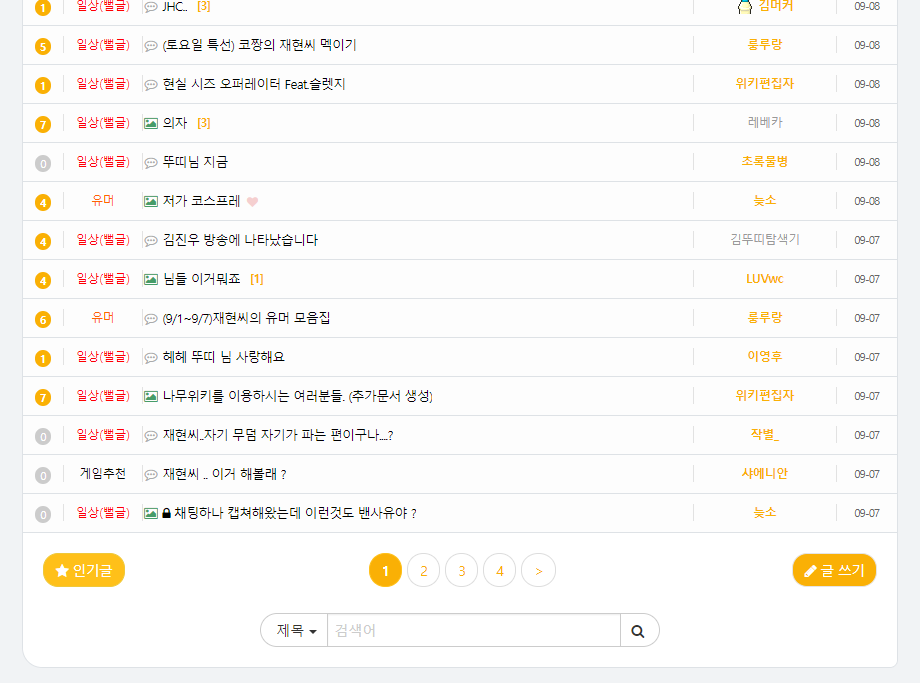 1 일상(뻘글) JHC.. [3] 김머커 09-08
5 일상(뻘글) (토요일 특선) 코짱의 재현씨 멕이기 룽루랑 09-08
1 일상(뻘글) 현실 시즈 오퍼레이터 Feat.슬렛지 위키편집자 09-08
7 일상(뻘글) 의자 [3] 레베카 09-08
0 일상(뻘글) 뚜띠님 지금 초록물병 09-08
4 유머 저가 코스프레 늦소 09-08
4 일상(뻘글) 김진우 방송에 나타났습니다 김뚜띠탐색기 09-07
4 일상(뻘글) 님들 이거뭐죠 [1] LUVwc 09-07
6 유머 (9/1~9/7)재현씨의 유머 모음집 룽루랑 09-07
1 일상(뻘글) 헤헤 뚜띠 님 사랑해요 이영후 09-07
7 일상(뻘글) 나무위키를 이용하시는 여러분들. (추가문서 생성) 위키편집자 09-07
0 일상(뻘글) 재현씨..자기 무덤 자기가 파는 편이구나....? 작별_ 09-07
0 게임추천 재현씨 .. 이거 해볼래 ? 샤에니안 09-07
0 일상(뻘글) 채팅하나 캡쳐해왔는데 이런것도 밴사유야 ? 늦소 09-07
인기글 1 2 3 4 > 글 쓰기
제목 검색어